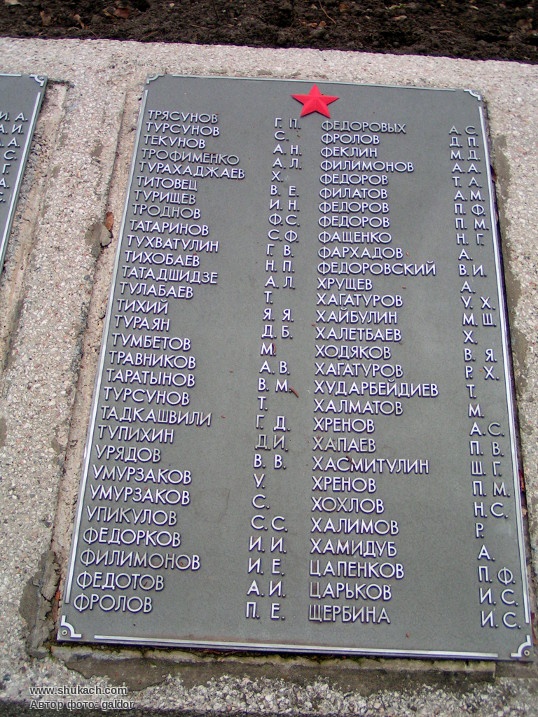 И. А.
А. И.
А.
С.
Г.
А.
С.
ТРЯСУНОВ Г. П.
ТУРСУНОВ С.
ТЕКУНОВ А. Н.
ТРОФИМЕНКО А. Л.
ТУРАХАДЖАЕВ Х.
ТИТОВЕЦ В. Е.
ТУРИЩЕВ И. Н.
ТРОДНОВ Ф. С.
ТАТАРИНОВ С. Ф.
ТУХВАТУЛИН Г. В.
ТИХОБАЕВ Н. П.
ТАТАДШИДЗЕ А. Л.
ТУЛАБАЕВ Т.
ТИХИЙ Я. Я.
ТУРАЯН Д. Б.
ТУМБЕТОВ М.
ТРАВНИКОВ А. В.
ТАРАТЫНОВ В. М.
ТУРСУНОВ Т.
ТАДКАШВИЛИ Г. Д.
ТУПИХИН Д. И.
УРЯДОВ В. В.
УМУРЗАКОВ У.
УМУРЗАКОВ С.
УПИКУЛОВ С. С.
ФЕДОРКОВ И. И.
ФИЛИМОНОВ И. Е.
ФЕДОТОВ А. И.
ФРОЛОВ П. Е.
ФЕДОРОВЫХ А. С.
ФРОЛОВ Д. П.
ФЕКЛИН М. Д.
ФИЛИМОНОВ А. А.
ФЕДОРОВ Т. А.
ФИЛАТОВ А. М.
ФЕДОРОВ П. Ф.
ФЕДОРОВ П. М.
ФАЩЕНКО Н. Г.
ФАРХАДОВ А.
ФЕДОРОВСКИЙ В. И.
ХРУЩЕВ А.
ХАГАТУРОВ У. Х.
ХАЙБУЛИН М. Ш.
ХАЛЕТБАЕВ Х.
ХОДЯКОВ В. Я.
ХАГАТУРОВ Р. Х.
ХУДАРБЕЙДИЕВ Т.
ХАЛМАТОВ М.
ХРЕНОВ А. С.
ХАПАЕВ П. В.
ХАСМИТУЛИН Ш. Г.
ХРЕНОВ П. М.
ХОХЛОВ Н. С.
ХАЛИМОВ Р.
ХАМИДУБ А.
ЦАПЕНКОВ П. Ф.
ЦАРЬКОВ И. С.
ЩЕРБИНА И. С.
www.shukach.com
Автор фото: galdor